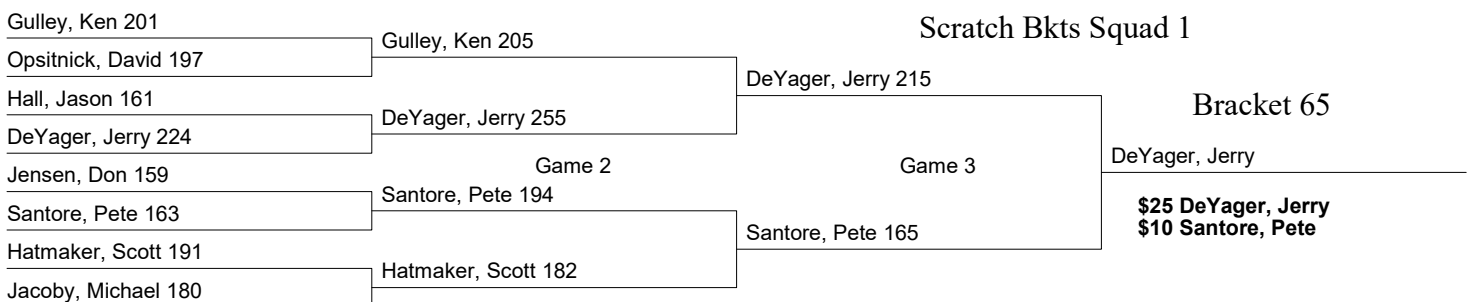 Scratch Bkts Squad 1
Bracket 65
Gulley, Ken 201
Opsitnick, David 197
Hall, Jason 161
DeYager, Jerry 224
Jensen, Don 159
Santore, Pete 163
Hatmaker, Scott 191
Jacoby, Michael 180
Gulley, Ken 205
DeYager, Jerry 255
Game 2
Santore, Pete 194
Hatmaker, Scott 182
DeYager, Jerry 215
Game 3
Santore, Pete 165
DeYager, Jerry
$25 DeYager, Jerry
$10 Santore, Pete